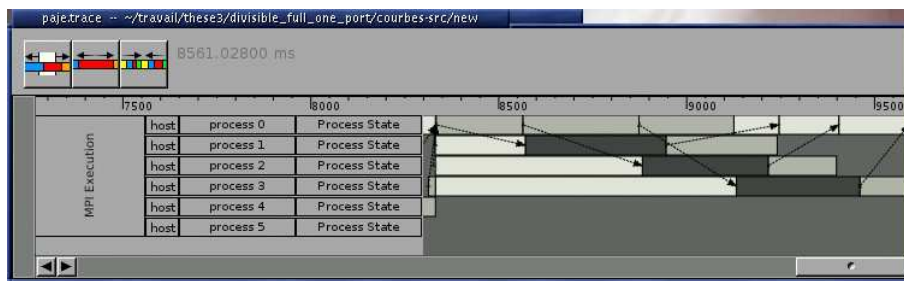 paje.trace -- ~/travail/these3/divisible_full_one_port/courbes-src/new
8561.02800 ms
7500 8000 8500 9000 9500
MPI Execution
host process 0 Process State
host process 1 Process State
host process 2 Process State
host process 3 Process State
host process 4 Process State
host process 5 Process State